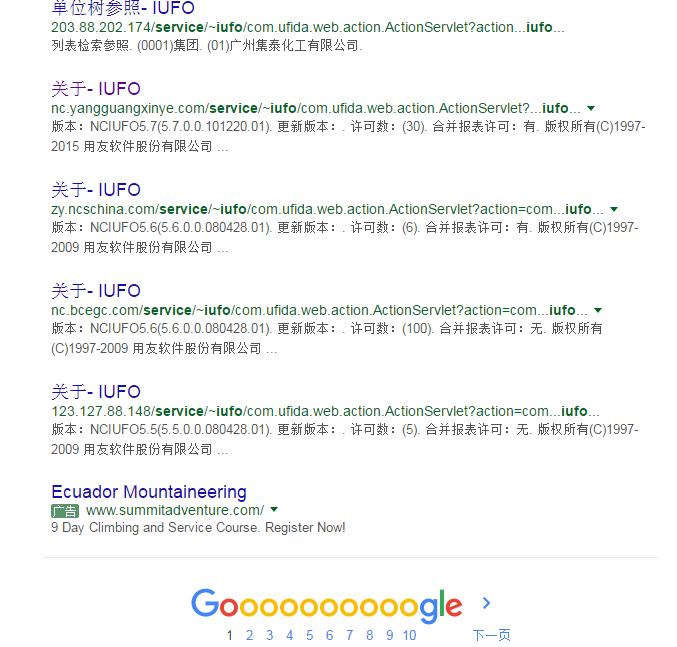 单位树参照- IUFO
203.88.202.174/service/~iufo/com.ufida.web.action.ActionServlet?action...iufo...
列表检索参照. (0001)集团. (01)广州集泰化工有限公司.
关于- IUFO
nc.yangguangxinye.com/service/~iufo/com.ufida.web.action.ActionServlet?...iufo...
版本：NCIUFO5.7(5.7.0.0.101220.01). 更新版本：. 许可数：(30). 合并报表许可：有. 版权所有(C)1997-
2015 用友软件股份有限公司 ...
关于- IUFO
zy.ncschina.com/service/~iufo/com.ufida.web.action.ActionServlet?action=com...iufo...
版本：NCIUFO5.6(5.6.0.0.080428.01). 更新版本：. 许可数：(6). 合并报表许可：有. 版权所有(C)1997-
2009 用友软件股份有限公司 ...
关于- IUFO
nc.bcegc.com/service/~iufo/com.ufida.web.action.ActionServlet?action=com...iufo...
版本：NCIUFO5.6(5.6.0.0.080428.01). 更新版本：. 许可数：(100). 合并报表许可：无. 版权所有
(C)1997-2009 用友软件股份有限公司 ...
关于- IUFO
123.127.88.148/service/~iufo/com.ufida.web.action.ActionServlet?action=com...iufo...
版本：NCIUFO5.5(5.5.0.0.080428.01). 更新版本：. 许可数：(5). 合并报表许可：无. 版权所有(C)1997-
2009 用友软件股份有限公司 ...
Ecuador Mountaineering
广告 www.summitadventure.com/
9 Day Climbing and Service Course. Register Now!
Goooooooooogle
1 2 3 4 5 6 7 8 9 10 下一页